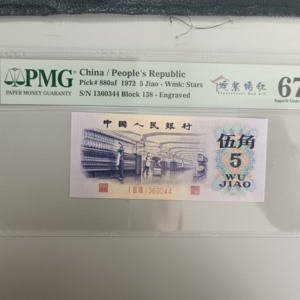 PMG
PAPER MONEY GUARANTY
China / People's Republic
Pick# 880af 1972 5 Jiao - Wmk: Stars
S/N 1360344 Block 138 - Engraved
67
中国人民银行
伍角
5
WU
JIAO
1360344